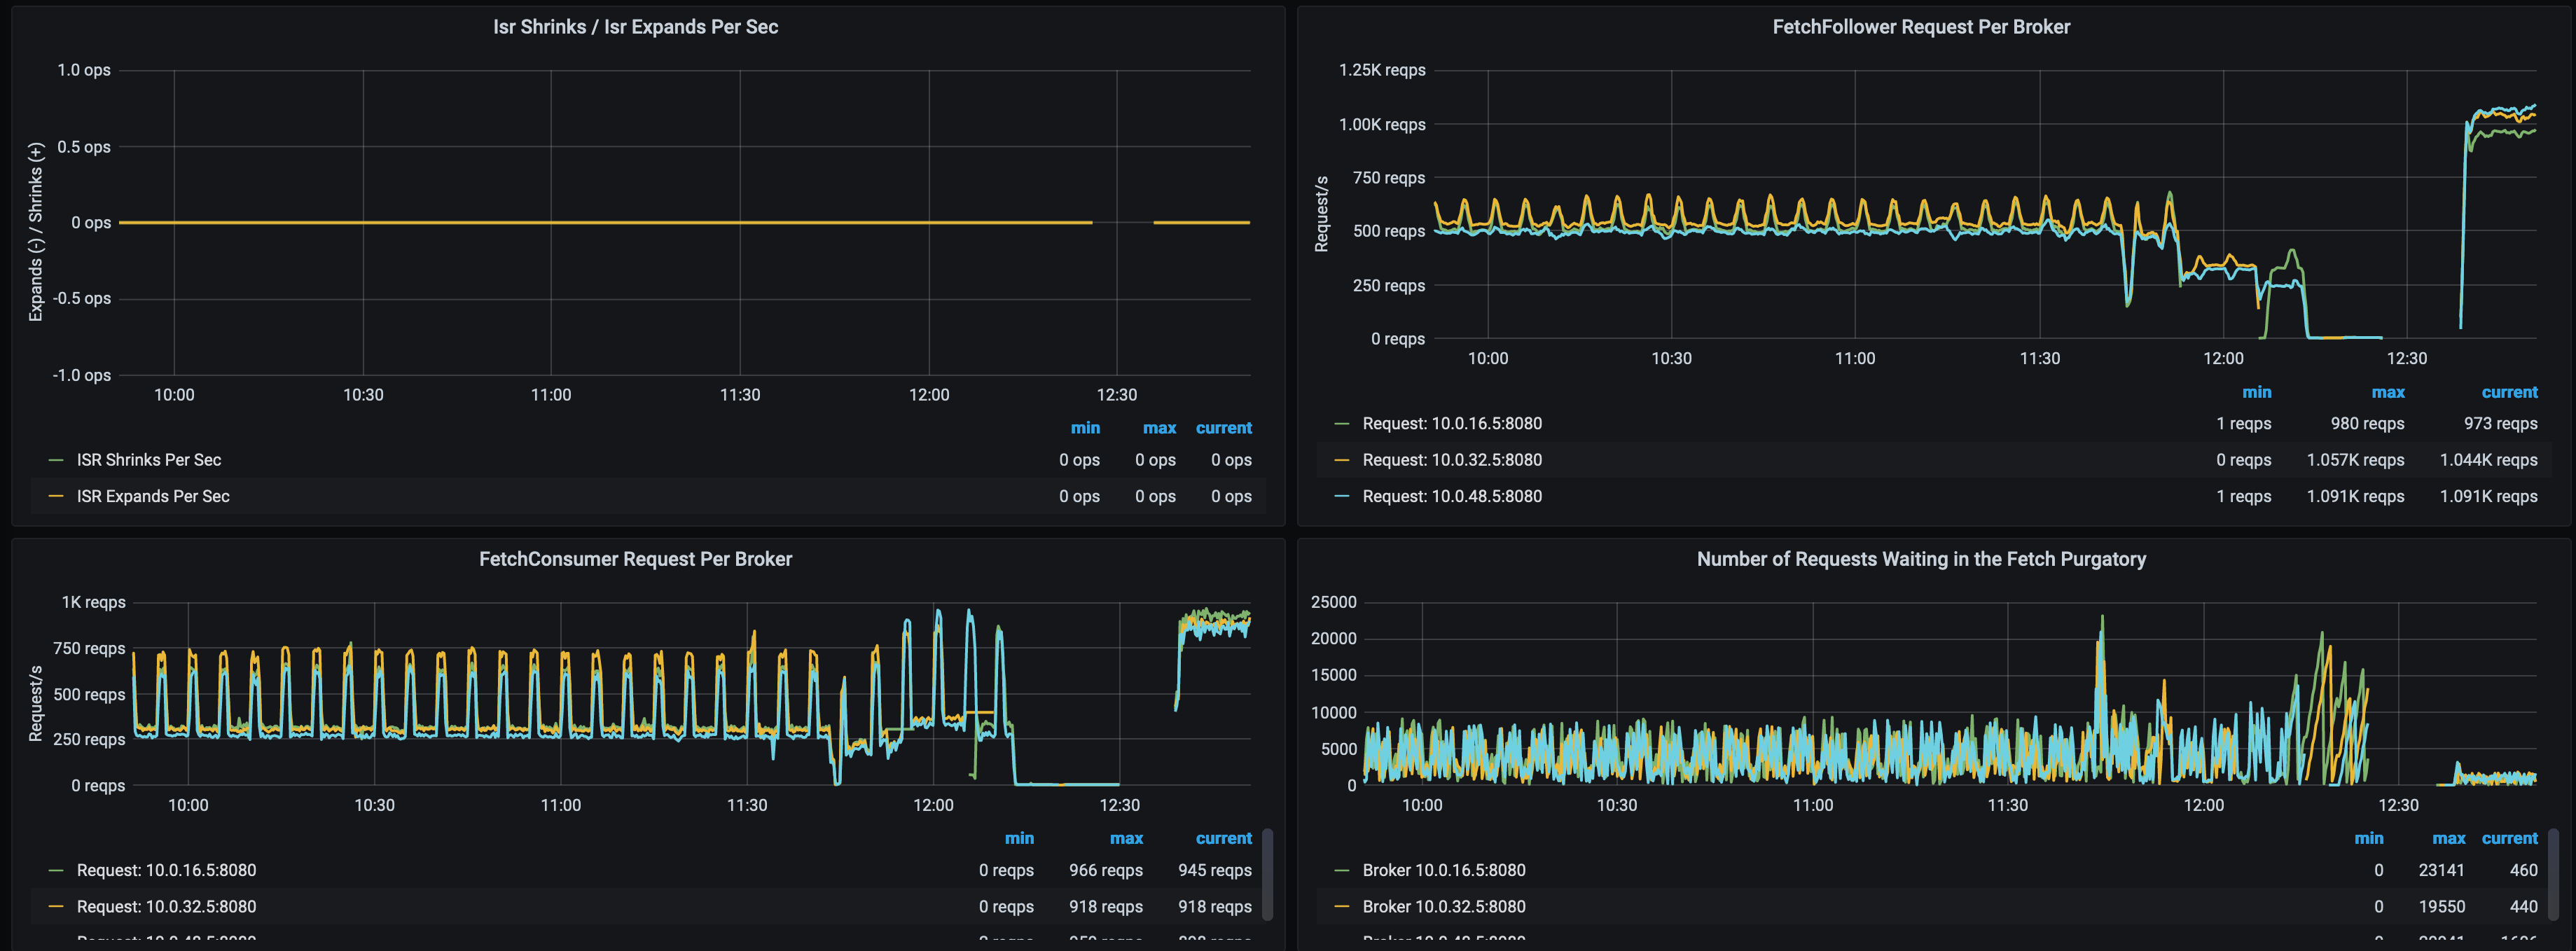 Isr Shrinks / Isr Expands Per Sec
Expands (-) / Shrinks (+)
1.0 ops
0.5 ops
0 ops
-0.5 ops
-1.0 ops
10:00 10:30 11:00 11:30 12:00 12:30
min max current
ISR Shrinks Per Sec 0 ops 0 ops 0 ops
ISR Expands Per Sec 0 ops 0 ops 0 ops
FetchFollower Request Per Broker
Request/s
1.25K reqps
1.00K reqps
750 reqps
500 reqps
250 reqps
0 reqps
10:00 10:30 11:00 11:30 12:00 12:30
min max current
Request: 10.0.16.5:8080 1 reqps 980 reqps 973 reqps
Request: 10.0.32.5:8080 0 reqps 1.057K reqps 1.044K reqps
Request: 10.0.48.5:8080 1 reqps 1.091K reqps 1.091K reqps
FetchConsumer Request Per Broker
Request/s
1K reqps
750 reqps
500 reqps
250 reqps
0 reqps
10:00 10:30 11:00 11:30 12:00 12:30
min max current
Request: 10.0.16.5:8080 0 reqps 966 reqps 945 reqps
Request: 10.0.32.5:8080 0 reqps 918 reqps 918 reqps
Number of Requests Waiting in the Fetch Purgatory
25000
20000
15000
10000
5000
0
10:00 10:30 11:00 11:30 12:00 12:30
min max current
Broker 10.0.16.5:8080 0 23141 460
Broker 10.0.32.5:8080 0 19550 440